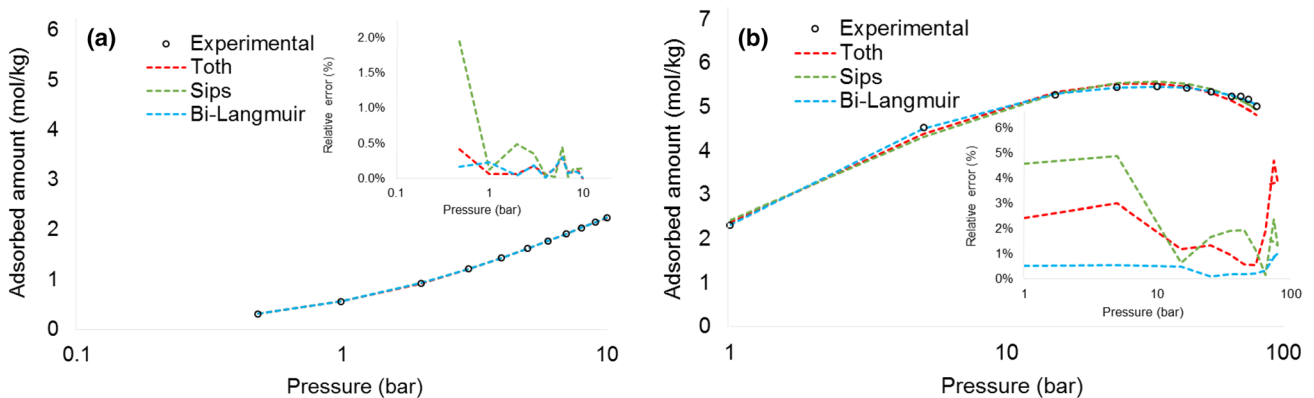 (a)
Experimental
Toth
Sips
Bi-Langmuir
Adsorbed amount (mol/kg)
6
5
4
3
2
1
0
0.1
1
10
Pressure (bar)
Relative error (%)
2.0%
1.5%
1.0%
0.5%
0.0%
0.1
1
10
Pressure (bar)
(b)
Experimental
Toth
Sips
Bi-Langmuir
Adsorbed amount (mol/kg)
7
6
5
4
3
2
1
0
1
10
100
Pressure (bar)
Relative error (%)
6%
5%
4%
3%
2%
1%
0%
1
10
100
Pressure (bar)